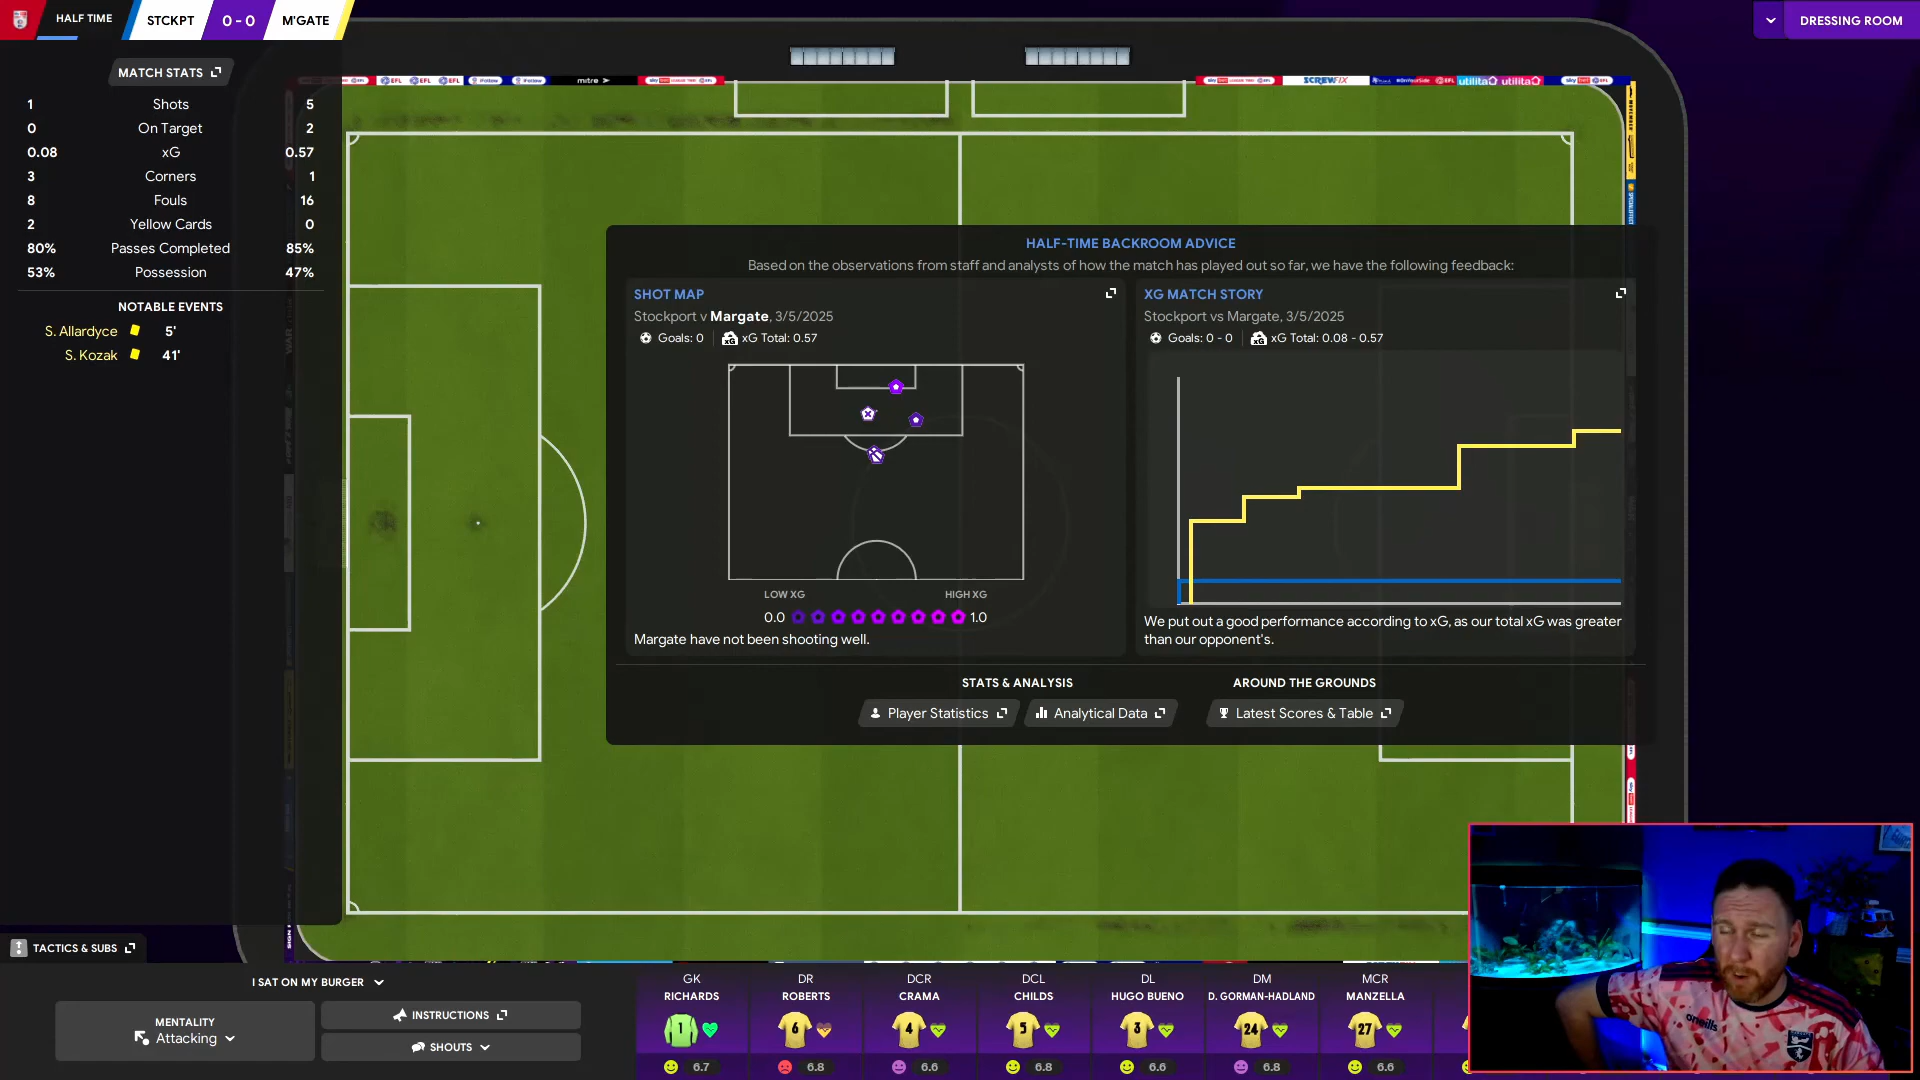 HALF TIME
STCKPT 0 - 0 M'GATE
DRESSING ROOM
MATCH STATS
1 Shots 5
0 On Target 2
0.08 xG 0.57
3 Corners 1
8 Fouls 16
2 Yellow Cards 0
80% Passes Completed 85%
53% Possession 47%
NOTABLE EVENTS
S. Allardyce 5'
S. Kozak 41'
EFL EFL EFL
mitre
SCREWFIX
utilita utilita
HALF-TIME BACKROOM ADVICE
Based on the observations from staff and analysts of how the match has played out so far, we have the following feedback:
SHOT MAP
Stockport v Margate, 3/5/2025
Goals: 0 xG Total: 0.57
LOW XG HIGH XG
0.0 1.0
Margate have not been shooting well.
XG MATCH STORY
Stockport vs Margate, 3/5/2025
Goals: 0 - 0 xG Total: 0.08 - 0.57
We put out a good performance according to xG, as our total xG was greater
than our opponent's.
STATS & ANALYSIS
Player Statistics Analytical Data
AROUND THE GROUNDS
Latest Scores & Table
TACTICS & SUBS
I SAT ON MY BURGER
MENTALITY
Attacking
INSTRUCTIONS
SHOUTS
GK DR DCR DCL DL DM MCR
RICHARDS ROBERTS CRAMA CHILDS HUGO BUENO D. GORMAN-HADLAND MANZELLA
1 6 4 5 3 24 27
6.7 6.8 6.6 6.8 6.6 6.8 6.6
oneills